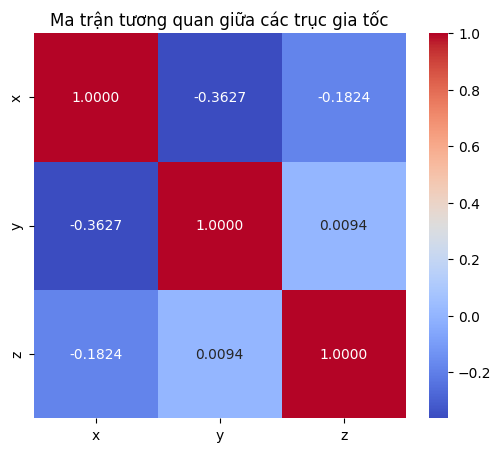 Ma trận tương quan giữa các trục gia tốc
x 1.0000 -0.3627 -0.1824
y -0.3627 1.0000 0.0094
z -0.1824 0.0094 1.0000
x y z
1.0
0.8
0.6
0.4
0.2
0.0
−0.2